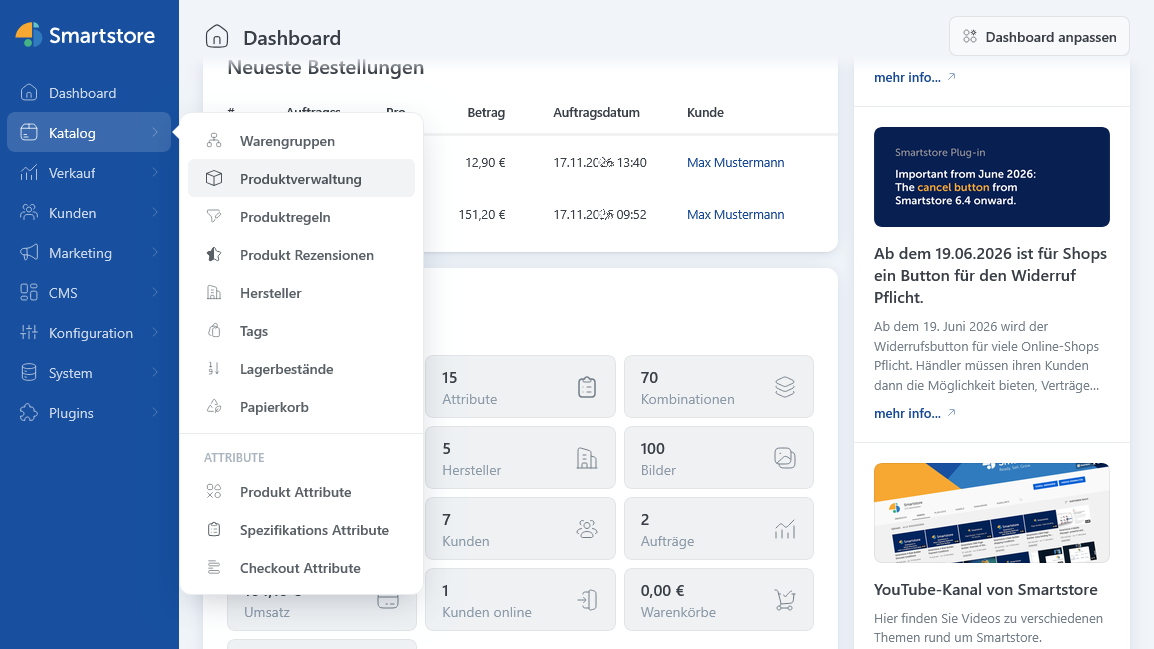 Smartstore
Dashboard
Katalog
Verkauf
Kunden
Marketing
CMS
Konfiguration
System
Plugins
Dashboard
Dashboard anpassen
Neueste Bestellungen
Betrag
Auftragsdatum
Kunde
12,90 €
13:40
Max Mustermann
151,20 €
09:52
Max Mustermann
Warengruppen
Produktverwaltung
Produktregeln
Produkt Rezensionen
Hersteller
Tags
Lagerbestände
Papierkorb
ATTRIBUTE
Produkt Attribute
Spezifikations Attribute
Checkout Attribute
15
Attribute
70
Kombinationen
5
Hersteller
100
Bilder
7
Kunden
2
Aufträge
Umsatz
1
Kunden online
0,00 €
Warenkörbe
mehr info...
Smartstore Plug-in
Important from June 2026:
The cancel button from
Smartstore 6.4 onward.
Ab dem 19.06.2026 ist für Shops
ein Button für den Widerruf
Pflicht.
Ab dem 19. Juni 2026 wird der
Widerrufsbutton für viele Online-Shops
Pflicht. Händler müssen ihren Kunden
dann die Möglichkeit bieten, Verträge...
mehr info...
YouTube-Kanal von Smartstore
Hier finden Sie Videos zu verschiedenen
Themen rund um Smartstore.